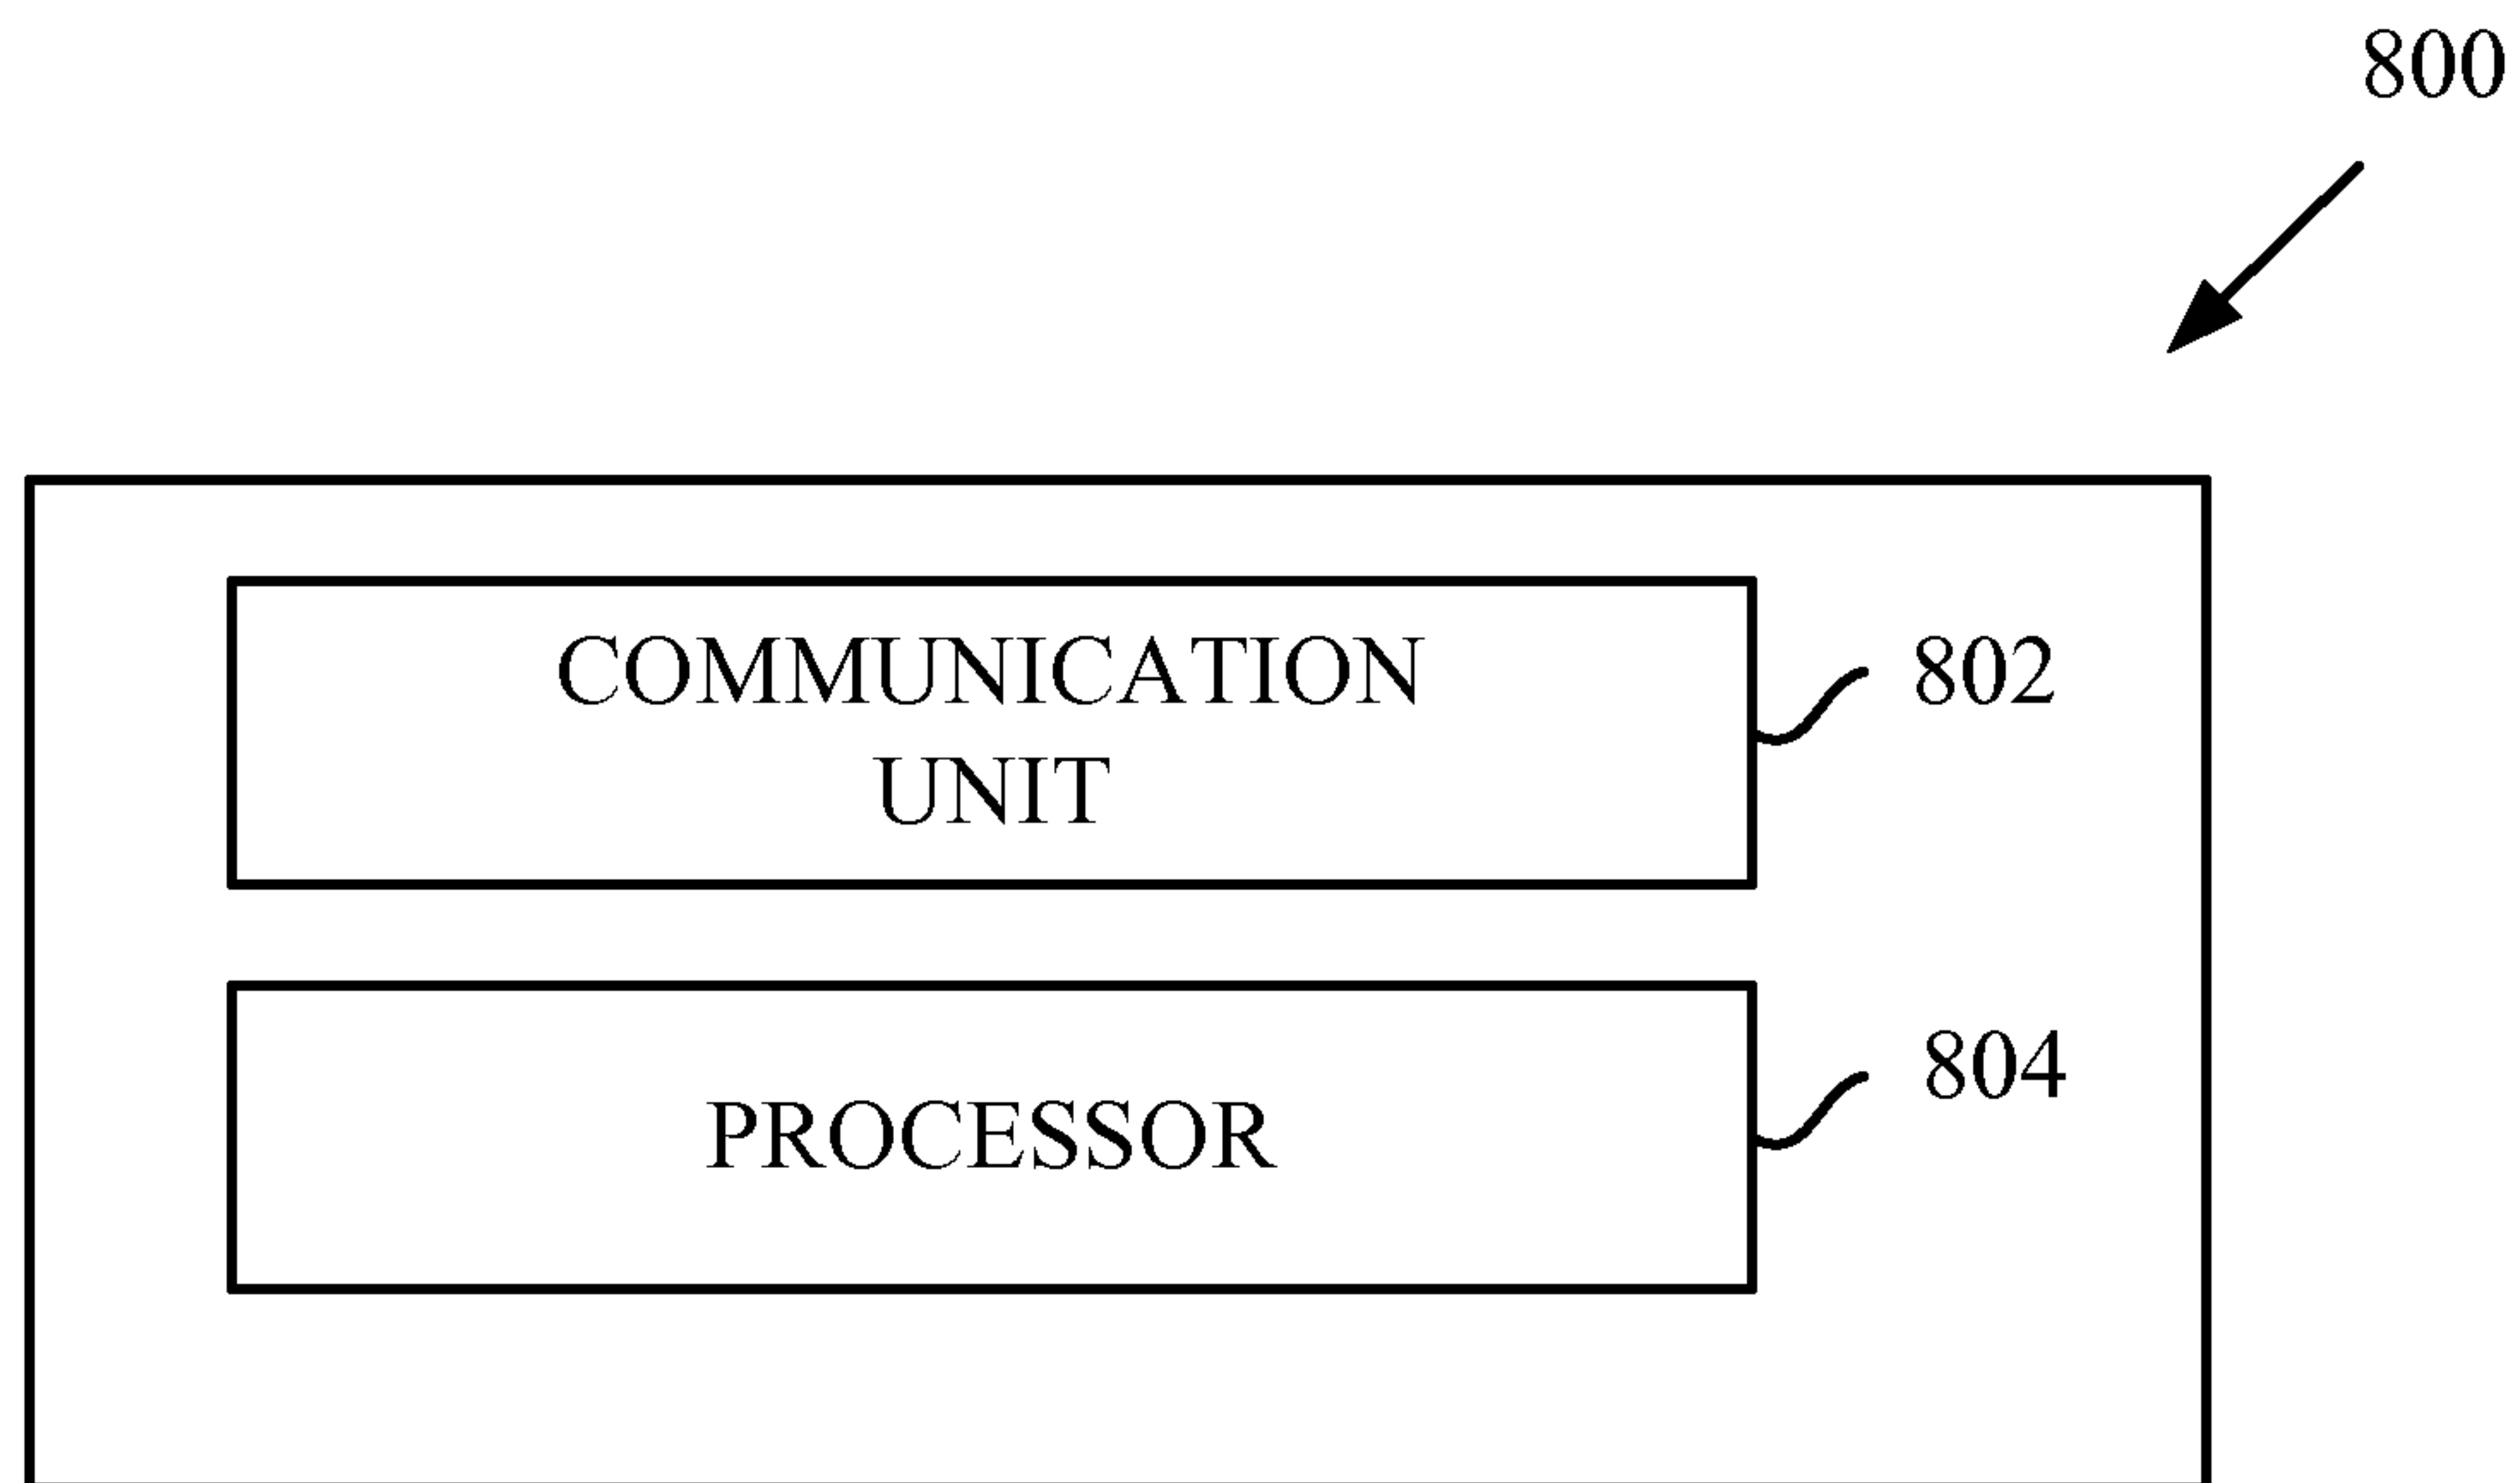 800
COMMUNICATION
UNIT
802
PROCESSOR
804